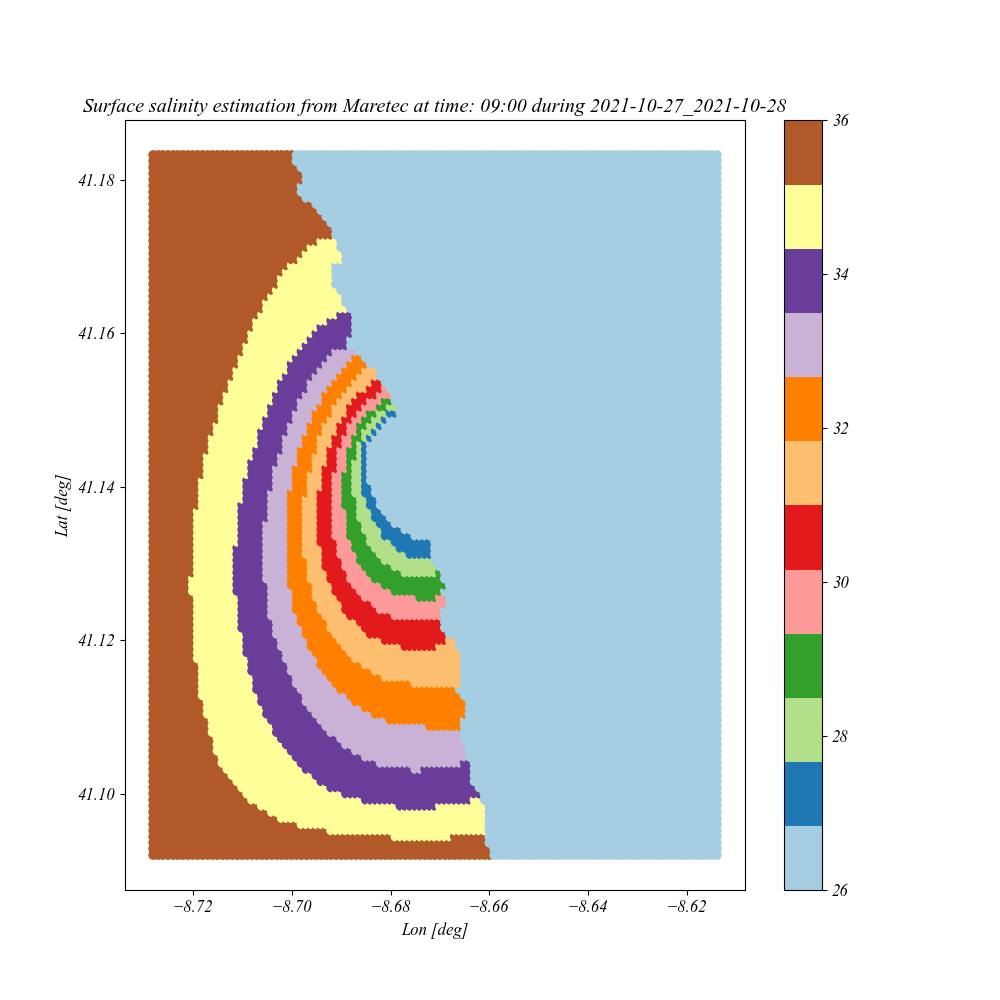 Surface salinity estimation from Maretec at time: 09:00 during 2021-10-27_2021-10-28
36
34
32
30
28
26
41.18
41.16
41.14
41.12
41.10
Lat [deg]
−8.72 −8.70 −8.68 −8.66 −8.64 −8.62
Lon [deg]